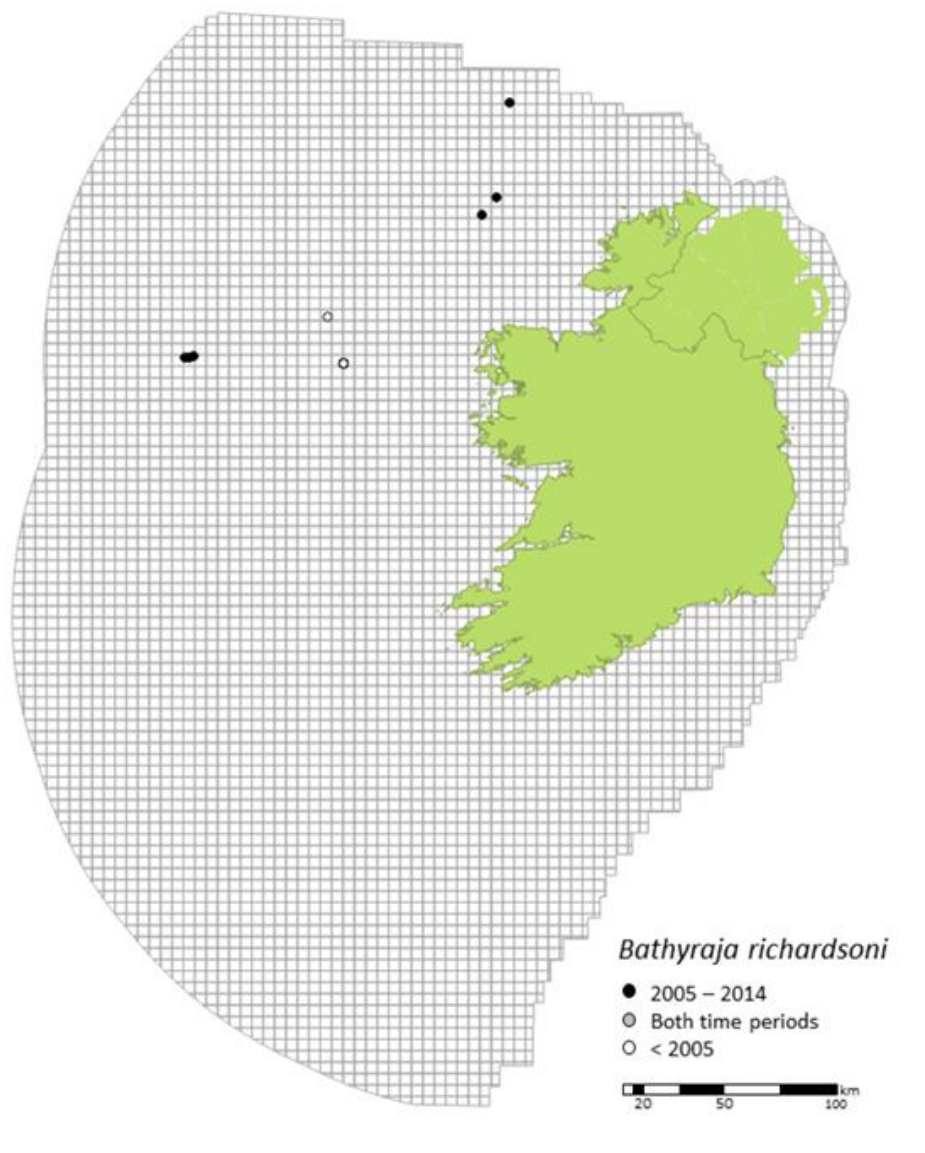 Bathyraja richardsoni
2005 – 2014
Both time periods
< 2005
km
20 50 100